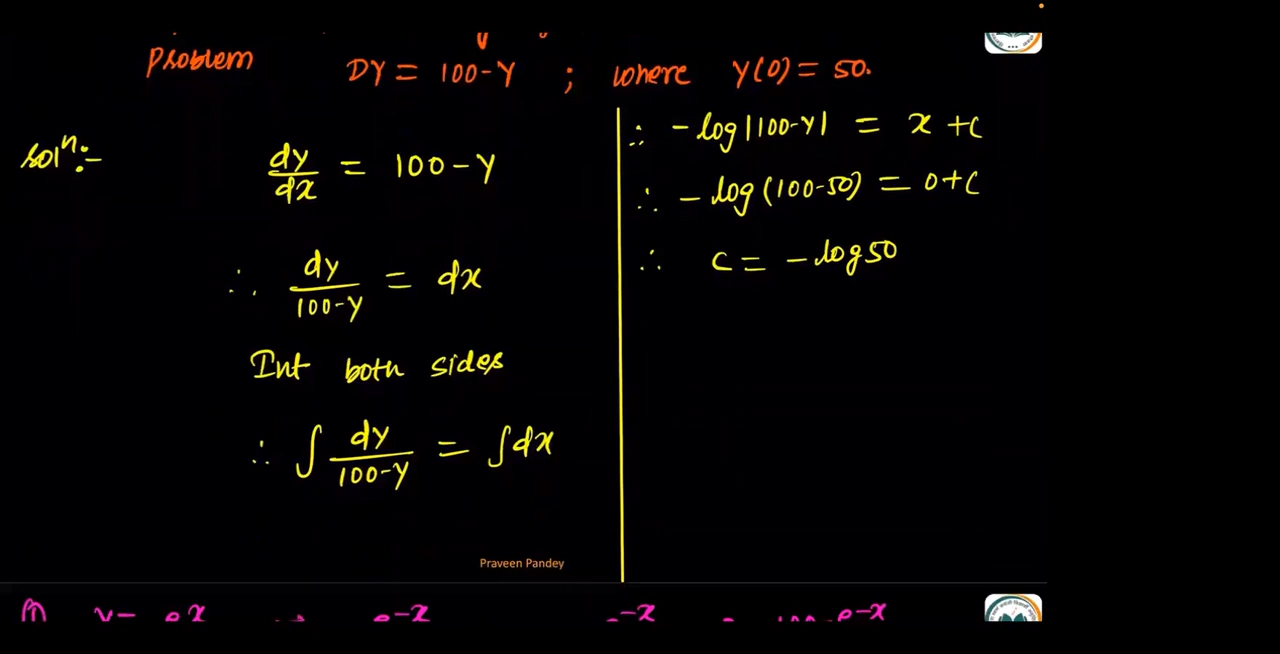 Problem DY = 100-Y ; where Y(0) = 50.
Solⁿ:-
dy/dx = 100-Y
∴ dy/100-Y = dx
Int both sides
∴ ∫ dy/100-Y = ∫dx
∴ -log|100-Y| = x+C
∴ -log(100-50) = 0+C
∴ C = -log50
Praveen Pandey